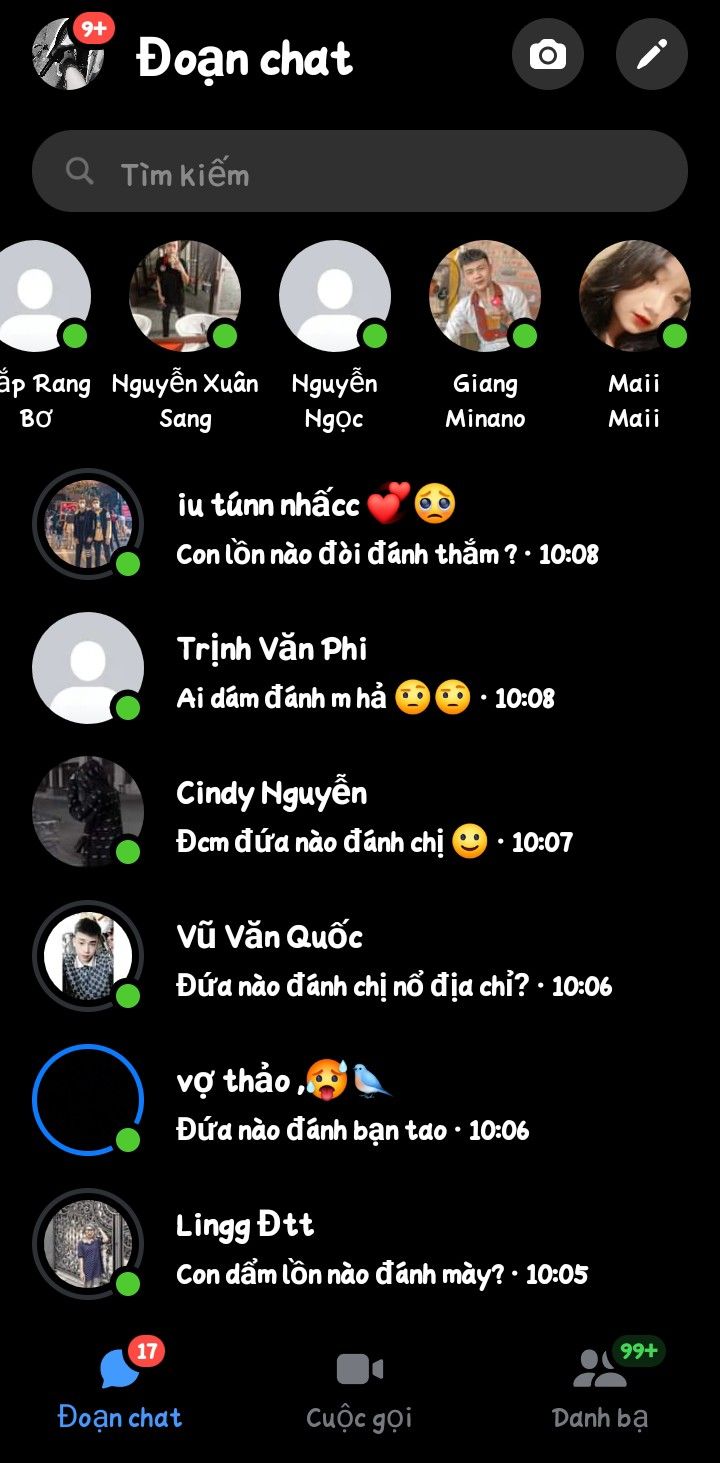 9+
Đoạn chat
Tìm kiếm
ắp Rang
Bơ
Nguyễn Xuân
Sang
Nguyễn
Ngọc
Giang
Minano
Maii
Maii
iu túnn nhấcc 💕🥺
Con lồn nào đòi đánh thắm ? · 10:08
Trịnh Văn Phi
Ai dám đánh m hả 🤨🤨 · 10:08
Cindy Nguyễn
Đcm đứa nào đánh chị 🙂 · 10:07
Vũ Văn Quốc
Đứa nào đánh chị nổ địa chỉ? · 10:06
vợ thảo ,🥵🐦
Đứa nào đánh bạn tao · 10:06
Lingg Đtt
Con dẩm lồn nào đánh mày? · 10:05
17
99+
Đoạn chat
Cuộc gọi
Danh bạ